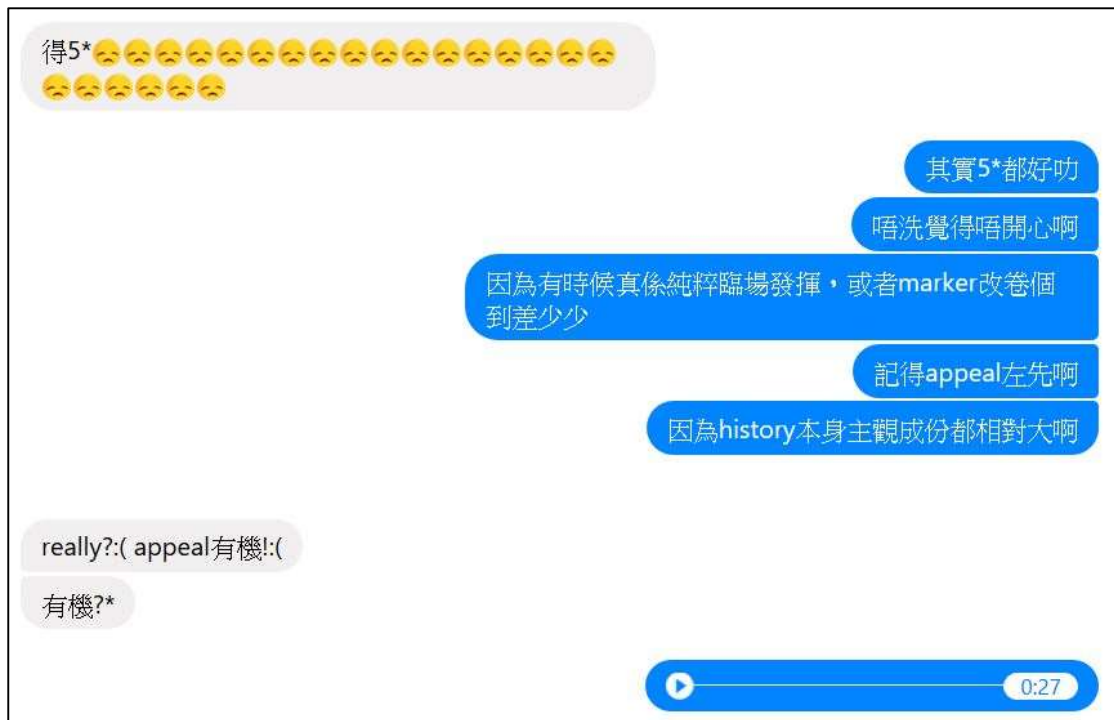 得5*😞😞😞😞😞😞😞😞😞😞😞😞😞😞😞😞😞
😞😞😞😞😞😞
其實5*都好叻
唔洗覺得唔開心啊
因為有時候真係純粹臨場發揮，或者marker改卷個
到差少少
記得appeal左先啊
因為history本身主觀成份都相對大啊
really?:( appeal有機!:(
有機?*
0:27